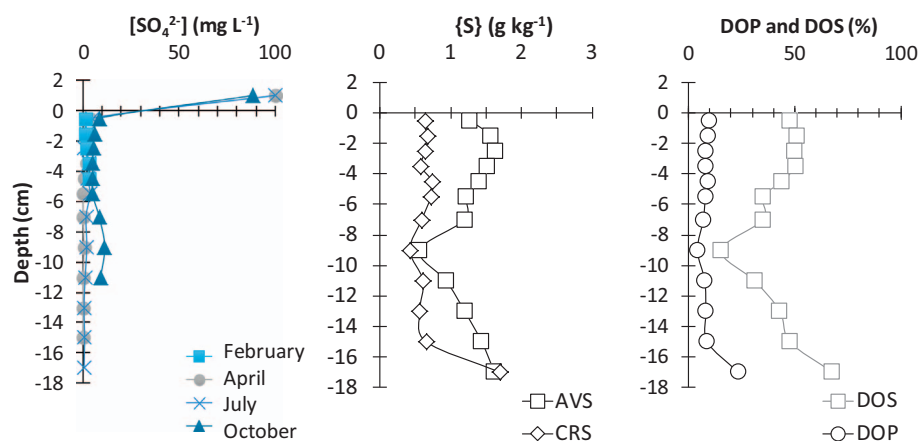 [SO₄²⁻] (mg L⁻¹)
0 50 100
2
0
-2
-4
-6
-8
-10
-12
-14
-16
-18
Depth (cm)
February
April
July
October
{S} (g kg⁻¹)
0 1 2 3
2
0
-2
-4
-6
-8
-10
-12
-14
-16
-18
AVS
CRS
DOP and DOS (%)
0 50 100
2
0
-2
-4
-6
-8
-10
-12
-14
-16
-18
DOS
DOP